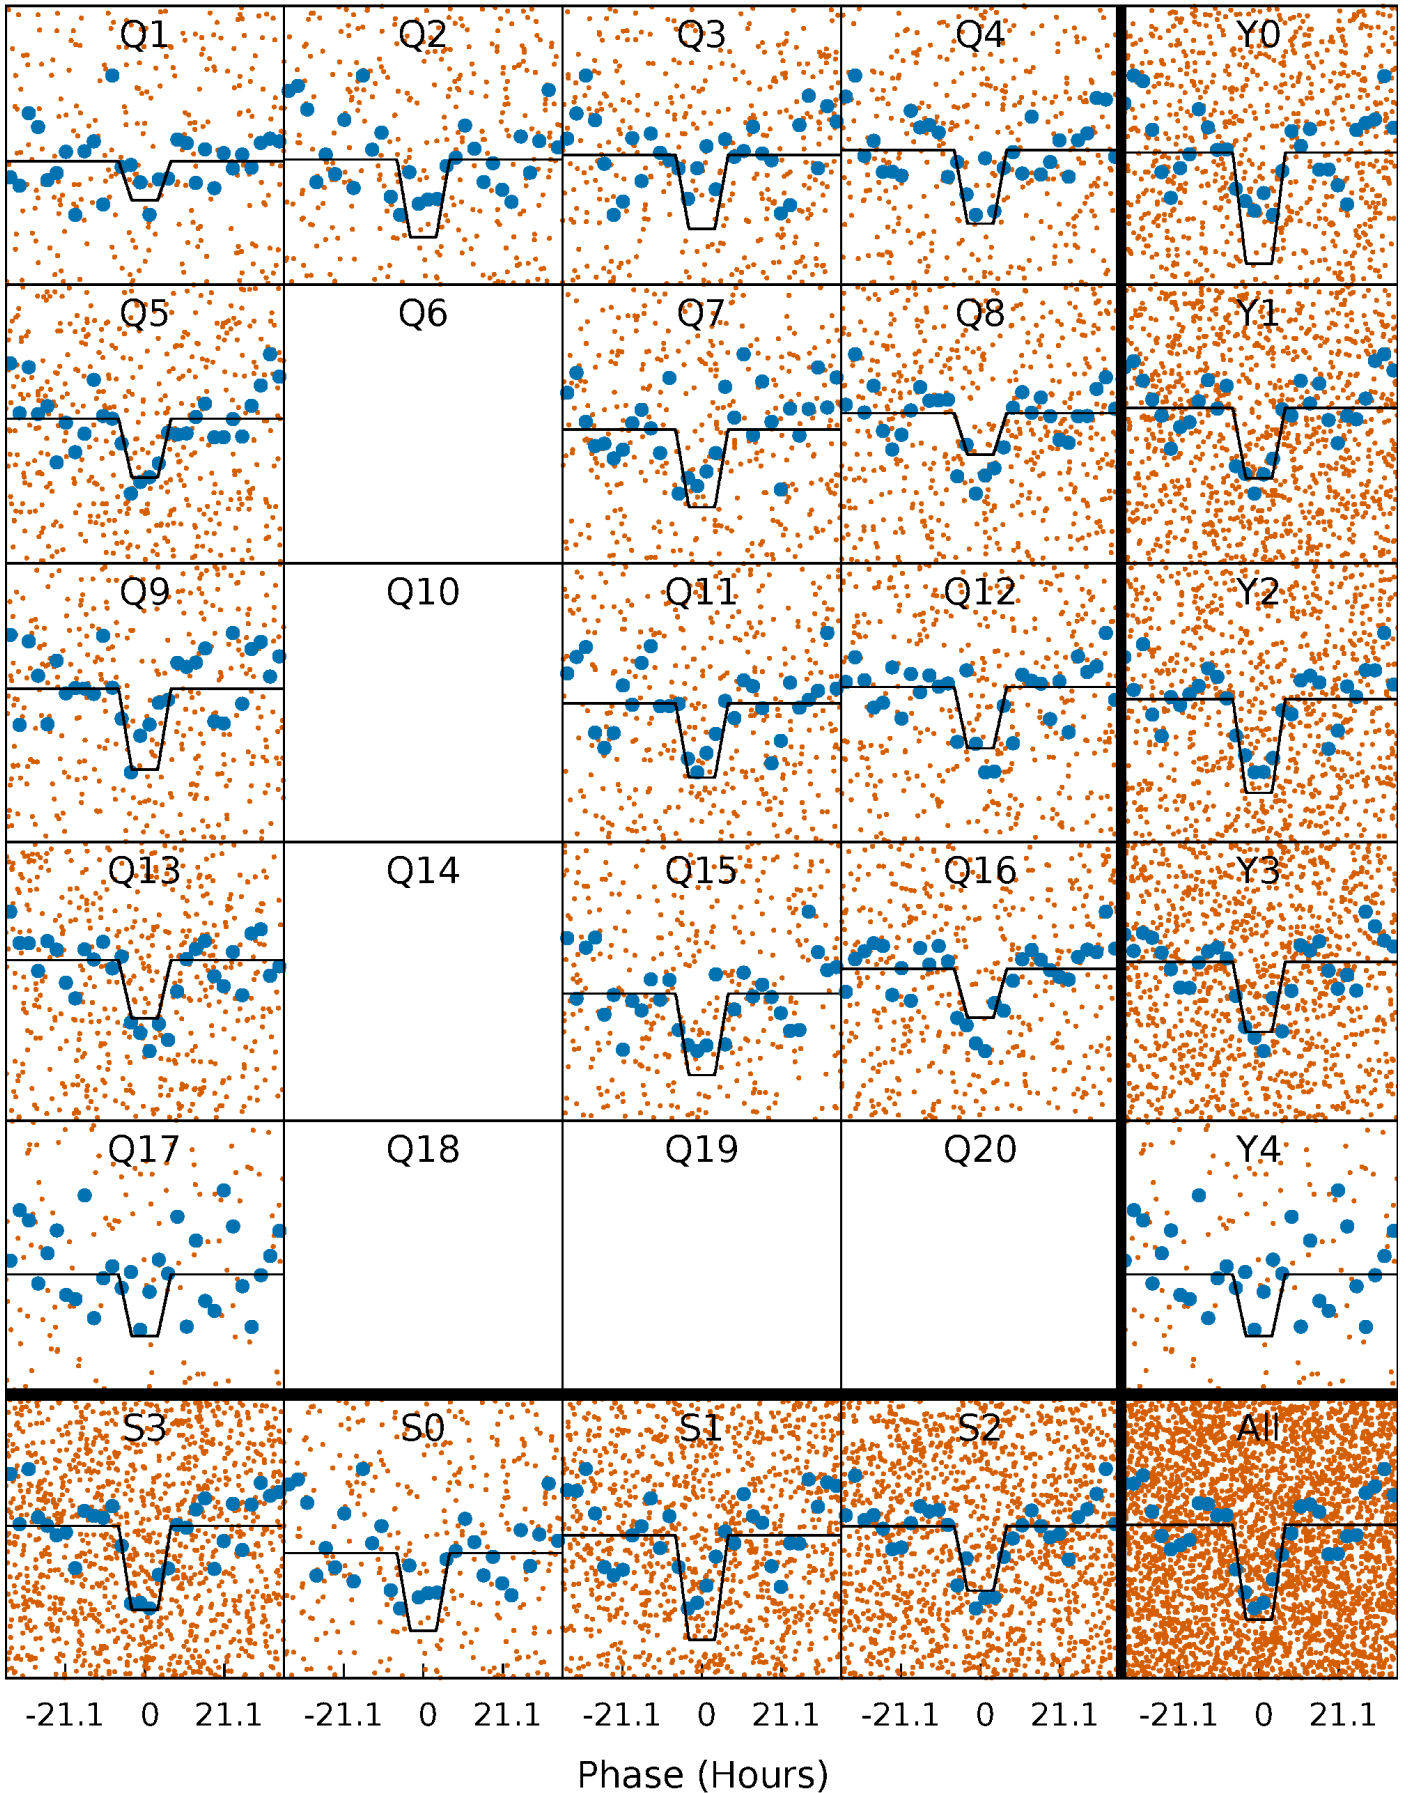 Q1 Q2 Q3 Q4 Y0
Q5 Q6 Q7 Q8 Y1
Q9 Q10 Q11 Q12 Y2
Q13 Q14 Q15 Q16 Y3
Q17 Q18 Q19 Q20 Y4
S3 S0 S1 S2 All
-21.1 0 21.1 -21.1 0 21.1 -21.1 0 21.1 -21.1 0 21.1 -21.1 0 21.1
Phase (Hours)